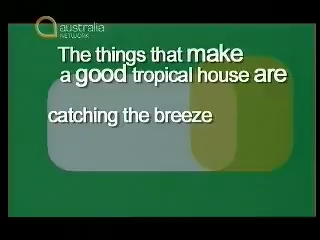 australia
NETWORK
The things that make
a good tropical house are
catching the breeze